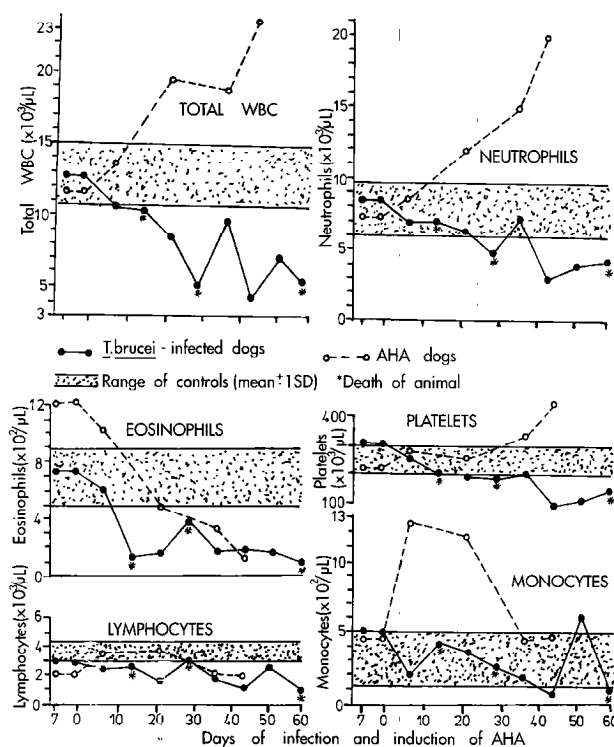 23
20
15
10
5
3
Total WBC (x10³/µL)
TOTAL WBC
20
15
10
5
0
Neutrophils (x10³/µL)
NEUTROPHILS
T.brucei - infected dogs
AHA dogs
Range of controls (mean ± 1SD) *Death of animal
12
8
4
0
Eosinophils (x10²/µL)
EOSINOPHILS
400
100
Platelets (x10³/µL)
PLATELETS
6
4
2
0
Lymphocytes (x10³/µL)
LYMPHOCYTES
13
10
5
0
Monocytes (x10²/µL)
MONOCYTES
7 0 10 20 30 40 50 60
7 0 10 20 30 40 50 60
Days of infection and induction of AHA